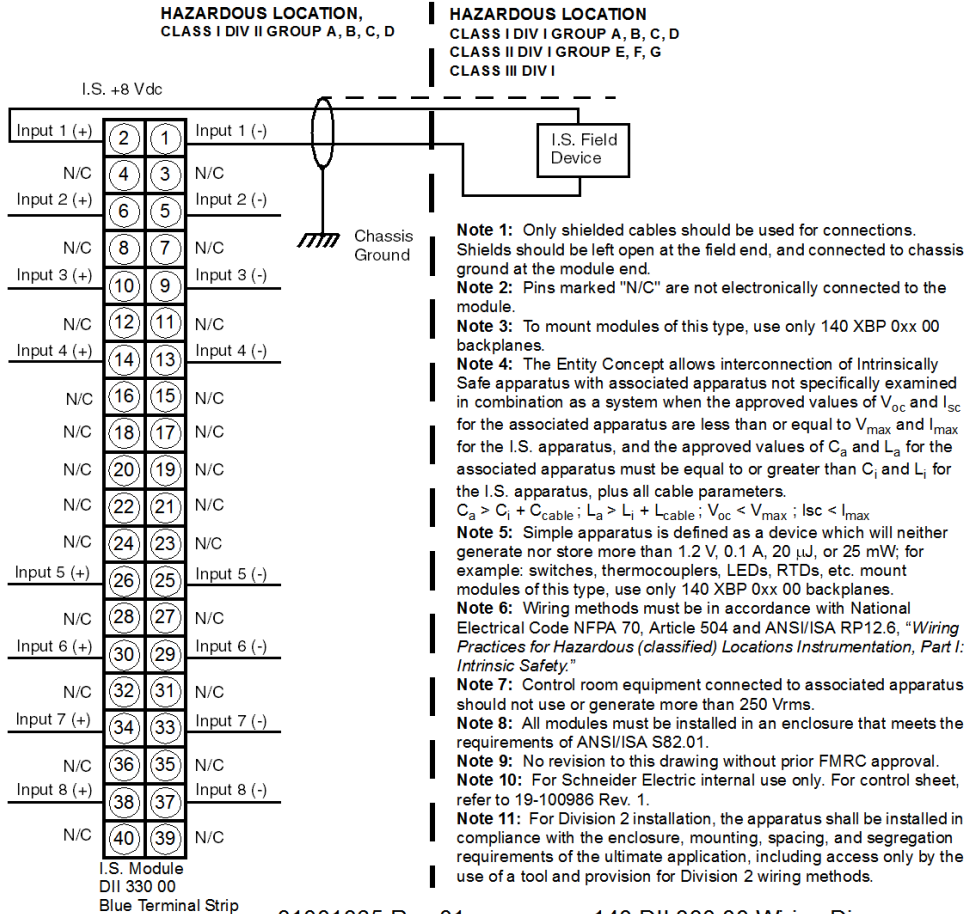 HAZARDOUS LOCATION,
CLASS I DIV II GROUP A, B, C, D
HAZARDOUS LOCATION
CLASS I DIV I GROUP A, B, C, D
CLASS II DIV I GROUP E, F, G
CLASS III DIV I
I.S. +8 Vdc
Input 1 (+) 2 1 Input 1 (-)
I.S. Field
Device
N/C 4 3 N/C
Input 2 (+) 6 5 Input 2 (-)
N/C 8 7 N/C
Chassis
Ground
Input 3 (+) 10 9 Input 3 (-)
N/C 12 11 N/C
Input 4 (+) 14 13 Input 4 (-)
N/C 16 15 N/C
N/C 18 17 N/C
N/C 20 19 N/C
N/C 22 21 N/C
N/C 24 23 N/C
Input 5 (+) 26 25 Input 5 (-)
N/C 28 27 N/C
Input 6 (+) 30 29 Input 6 (-)
N/C 32 31 N/C
Input 7 (+) 34 33 Input 7 (-)
N/C 36 35 N/C
Input 8 (+) 38 37 Input 8 (-)
N/C 40 39 N/C
I.S. Module
DII 330 00
Blue Terminal Strip
Note 1: Only shielded cables should be used for connections.
Shields should be left open at the field end, and connected to chassis
ground at the module end.
Note 2: Pins marked "N/C" are not electronically connected to the
module.
Note 3: To mount modules of this type, use only 140 XBP 0xx 00
backplanes.
Note 4: The Entity Concept allows interconnection of Intrinsically
Safe apparatus with associated apparatus not specifically examined
in combination as a system when the approved values of Voc and Isc
for the associated apparatus are less than or equal to Vmax and Imax
for the I.S. apparatus, and the approved values of Ca and La for the
associated apparatus must be equal to or greater than Ci and Li for
the I.S. apparatus, plus all cable parameters.
Ca > Ci + Ccable ; La > Li + Lcable ; Voc < Vmax ; Isc < Imax
Note 5: Simple apparatus is defined as a device which will neither
generate nor store more than 1.2 V, 0.1 A, 20 µJ, or 25 mW; for
example: switches, thermocouplers, LEDs, RTDs, etc. mount
modules of this type, use only 140 XBP 0xx 00 backplanes.
Note 6: Wiring methods must be in accordance with National
Electrical Code NFPA 70, Article 504 and ANSI/ISA RP12.6, “Wiring
Practices for Hazardous (classified) Locations Instrumentation, Part I:
Intrinsic Safety.”
Note 7: Control room equipment connected to associated apparatus
should not use or generate more than 250 Vrms.
Note 8: All modules must be installed in an enclosure that meets the
requirements of ANSI/ISA S82.01.
Note 9: No revision to this drawing without prior FMRC approval.
Note 10: For Schneider Electric internal use only. For control sheet,
refer to 19-100986 Rev. 1.
Note 11: For Division 2 installation, the apparatus shall be installed in
compliance with the enclosure, mounting, spacing, and segregation
requirements of the ultimate application, including access only by the
use of a tool and provision for Division 2 wiring methods.